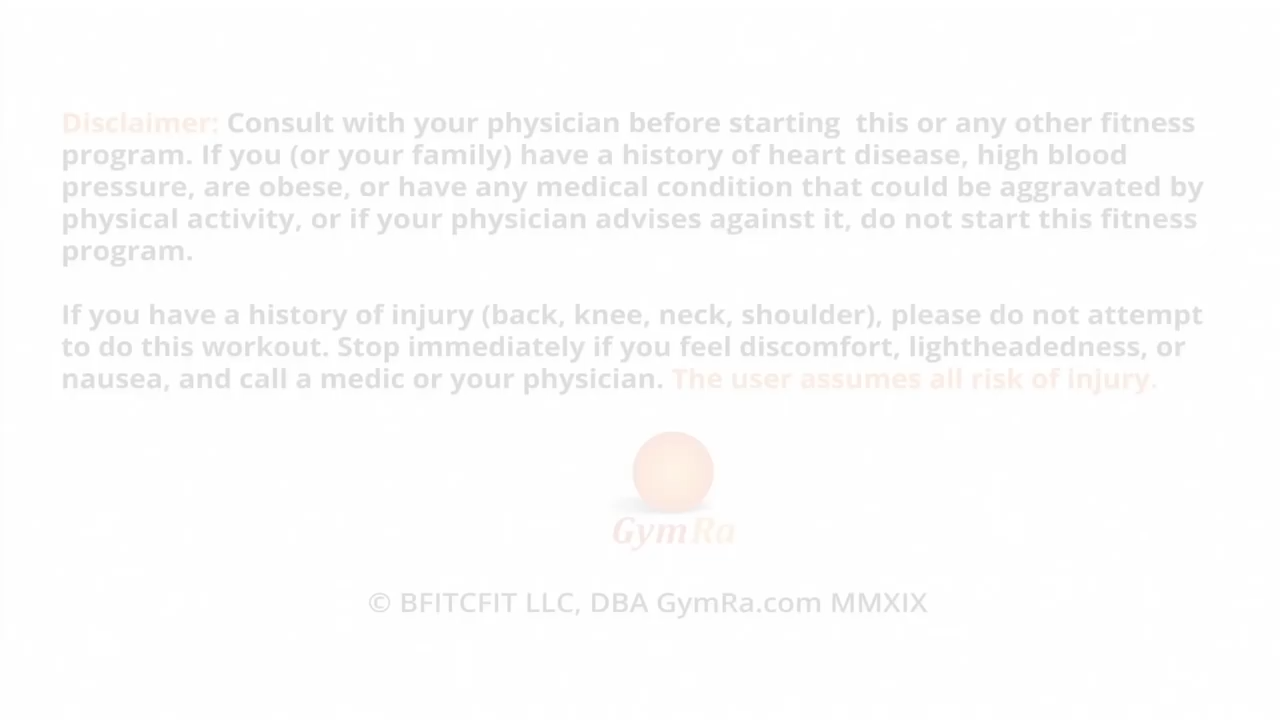 Disclaimer: Consult with your physician before starting  this or any other fitness
program. If you (or your family) have a history of heart disease, high blood
pressure, are obese, or have any medical condition that could be aggravated by
physical activity, or if your physician advises against it, do not start this fitness
program.
If you have a history of injury (back, knee, neck, shoulder), please do not attempt
to do this workout. Stop immediately if you feel discomfort, lightheadedness, or
nausea, and call a medic or your physician. The user assumes all risk of injury.
GymRa
© BFITCFIT LLC, DBA GymRa.com MMXIX